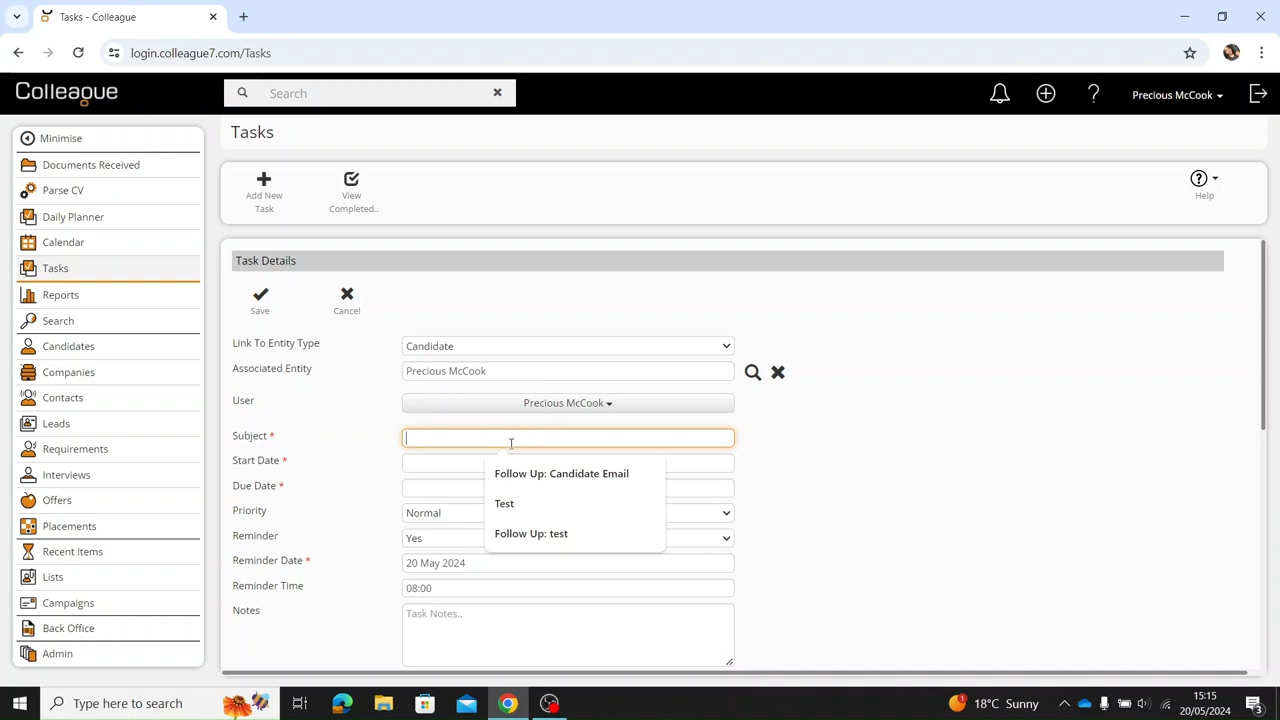 Tasks - Colleague
login.colleague7.com/Tasks
Colleague
Search
Precious McCook
Minimise
Documents Received
Parse CV
Daily Planner
Calendar
Tasks
Reports
Search
Candidates
Companies
Contacts
Leads
Requirements
Interviews
Offers
Placements
Recent Items
Lists
Campaigns
Back Office
Admin
Tasks
Add New
Task
View
Completed..
Help
Task Details
Save
Cancel
Link To Entity Type
Candidate
Associated Entity
Precious McCook
User
Precious McCook
Subject *
Follow Up: Candidate Email
Test
Follow Up: test
Start Date *
Due Date *
Priority
Normal
Reminder
Yes
Reminder Date *
20 May 2024
Reminder Time
08:00
Notes
Task Notes..
Type here to search
18°C Sunny
15:15
20/05/2024
3